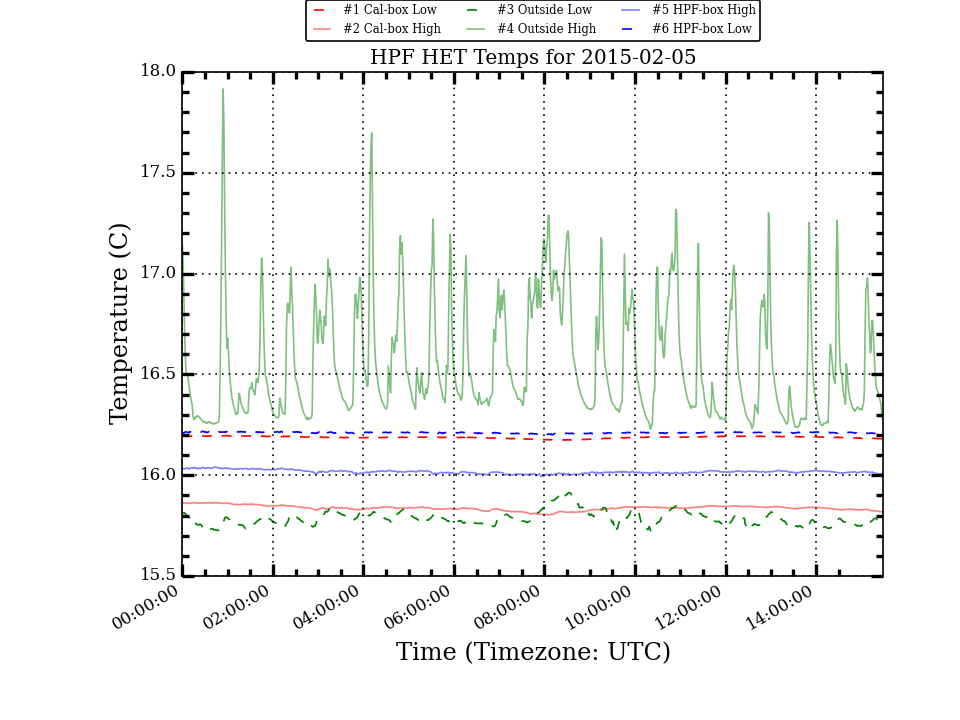 #1 Cal-box Low #3 Outside Low #5 HPF-box High
#2 Cal-box High #4 Outside High #6 HPF-box Low
HPF HET Temps for 2015-02-05
18.0
17.5
17.0
16.5
16.0
15.5
Temperature (C)
00:00:00 02:00:00 04:00:00 06:00:00 08:00:00 10:00:00 12:00:00 14:00:00
Time (Timezone: UTC)